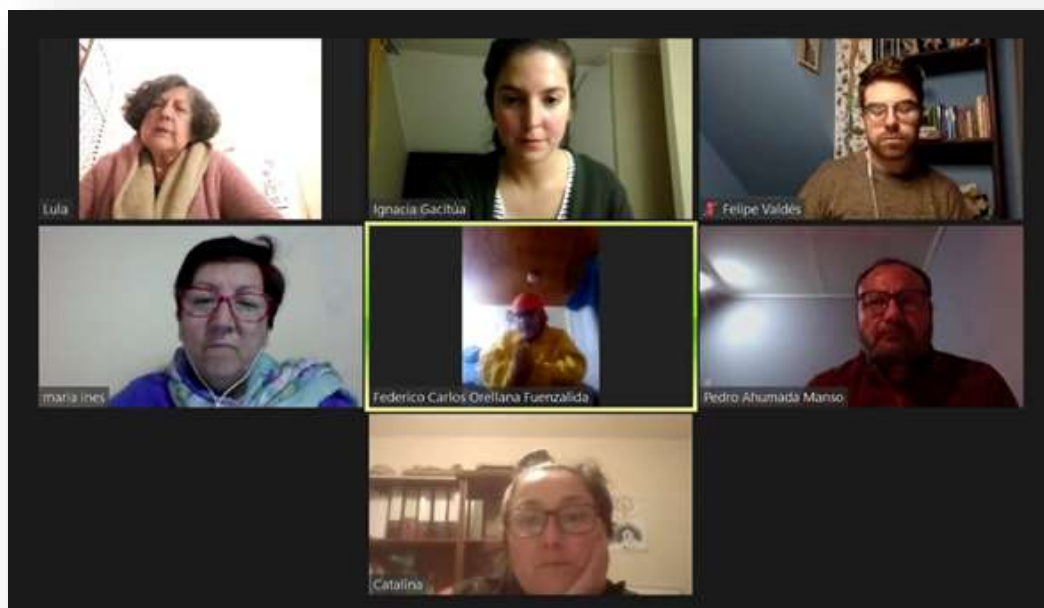 Lula
Ignacia Gacitúa
Felipe Valdés
maria ines
Federico Carlos Orellana Fuenzalida
Pedro Ahumada Manso
Catalina